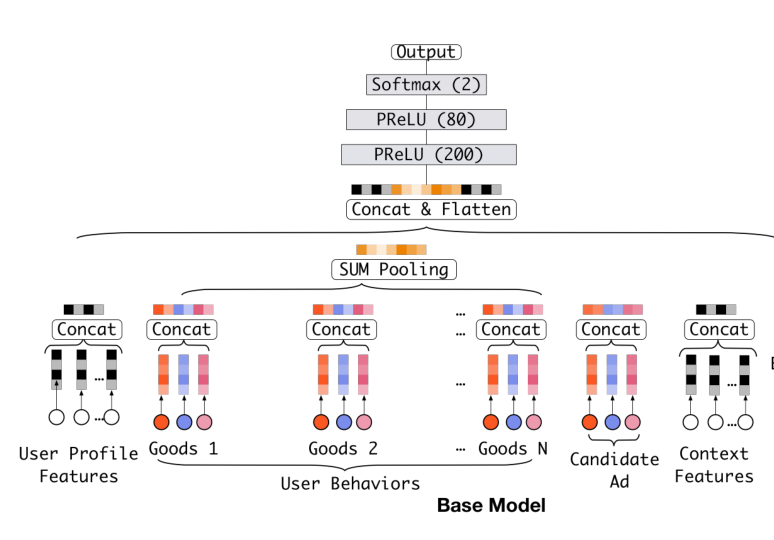 Output
Softmax (2)
PReLU (80)
PReLU (200)
Concat & Flatten
SUM Pooling
...
Concat Concat Concat ... Concat Concat Concat
... ... ...
... ...
User Profile Features
Goods 1 Goods 2 ... Goods N
Candidate Ad
Context Features
User Behaviors
Base Model